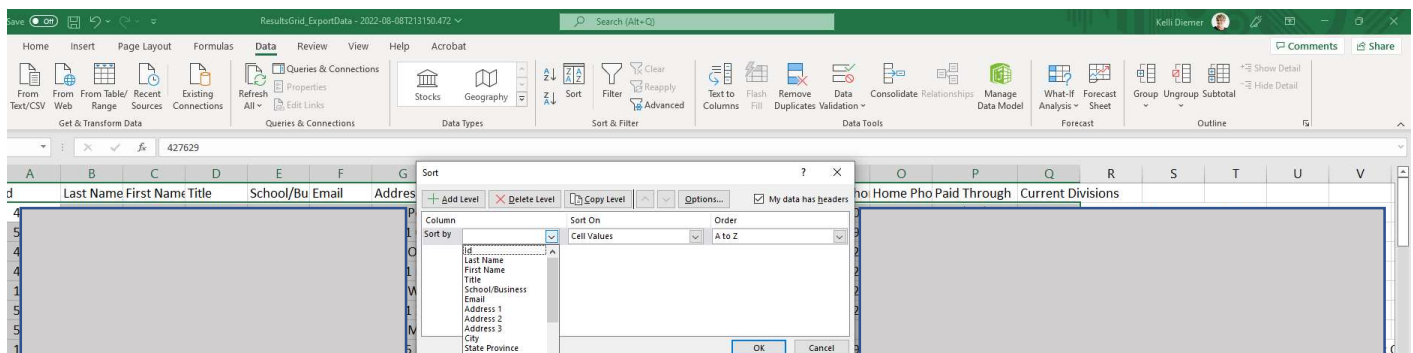 Save Off ResultsGrid_ExportData - 2022-08-08T213150.472 Search (Alt+Q) Kelli Diemer
Home Insert Page Layout Formulas Data Review View Help Acrobat Comments Share
From Text/CSV
From Web
From Table/ Range
Recent Sources
Existing Connections
Get & Transform Data
Refresh All
Queries & Connections
Properties
Edit Links
Queries & Connections
Stocks
Geography
Data Types
Sort
Filter
Clear
Reapply
Advanced
Sort & Filter
Text to Columns
Flash Fill
Remove Duplicates
Data Validation
Consolidate
Relationships
Manage Data Model
Data Tools
What-If Analysis
Forecast Sheet
Forecast
Group
Ungroup
Subtotal
Show Detail
Hide Detail
Outline
fx 427629
A B C D E F G O P Q R S T U V
d Last Name First Name Title School/Bu Email Addres ho Home Pho Paid Through Current Divisions
Sort ? ×
Add Level Delete Level Copy Level Options... My data has headers
Column Sort On Order
Sort by Cell Values A to Z
Id
Last Name
First Name
Title
School/Business
Email
Address 1
Address 2
Address 3
City
State Province
OK Cancel